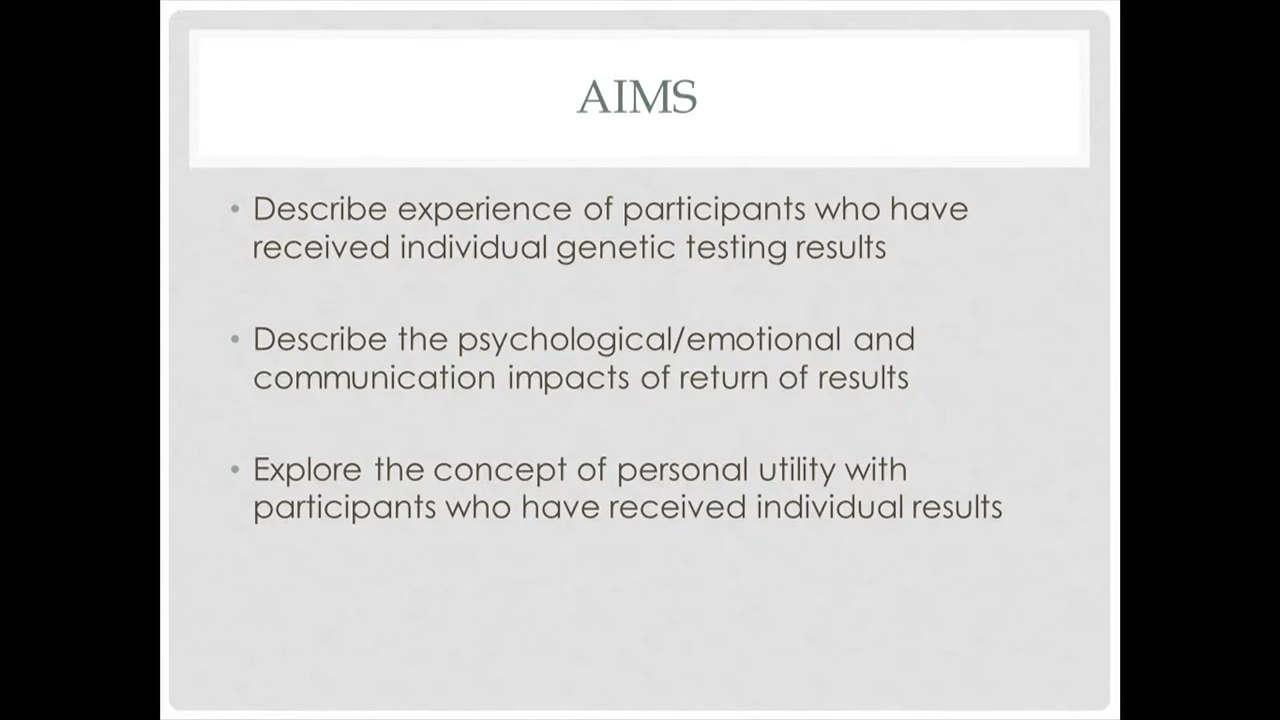 AIMS
• Describe experience of participants who have
received individual genetic testing results
• Describe the psychological/emotional and
communication impacts of return of results
• Explore the concept of personal utility with
participants who have received individual results